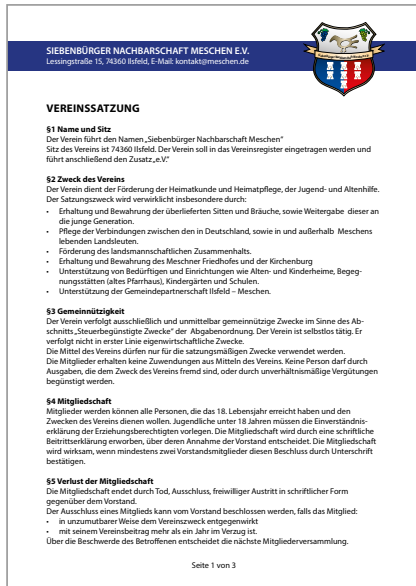 SIEBENBÜRGER NACHBARSCHAFT MESCHEN E.V.
Lessingstraße 15, 74360 Ilsfeld, E-Mail: kontakt@meschen.de
VEREINSSATZUNG
§1 Name und Sitz
Der Verein führt den Namen „Siebenbürger Nachbarschaft Meschen"
Sitz des Vereins ist 74360 Ilsfeld. Der Verein soll in das Vereinsregister eingetragen werden und
führt anschließend den Zusatz „e.V."
§2 Zweck des Vereins
Der Verein dient der Förderung der Heimatkunde und Heimatpflege, der Jugend- und Altenhilfe.
Der Satzungszweck wird verwirklicht insbesondere durch:
• Erhaltung und Bewahrung der überlieferten Sitten und Bräuche, sowie Weitergabe dieser an
die junge Generation.
• Pflege der Verbindungen zwischen den in Deutschland, sowie in und außerhalb Meschens
lebenden Landsleuten.
• Förderung des landsmannschaftlichen Zusammenhalts.
• Erhaltung und Bewahrung des Meschner Friedhofes und der Kirchenburg
• Unterstützung von Bedürftigen und Einrichtungen wie Alten- und Kinderheime, Begeg-
nungsstätten (altes Pfarrhaus), Kindergärten und Schulen.
• Unterstützung der Gemeindepartnerschaft Ilsfeld – Meschen.
§3 Gemeinnützigkeit
Der Verein verfolgt ausschließlich und unmittelbar gemeinnützige Zwecke im Sinne des Ab-
schnitts „Steuerbegünstigte Zwecke" der Abgabenordnung. Der Verein ist selbstlos tätig. Er
verfolgt nicht in erster Linie eigenwirtschaftliche Zwecke.
Die Mittel des Vereins dürfen nur für die satzungsmäßigen Zwecke verwendet werden.
Die Mitglieder erhalten keine Zuwendungen aus Mitteln des Vereins. Keine Person darf durch
Ausgaben, die dem Zweck des Vereins fremd sind, oder durch unverhältnismäßige Vergütungen
begünstigt werden.
§4 Mitgliedschaft
Mitglieder werden können alle Personen, die das 18. Lebensjahr erreicht haben und den
Zwecken des Vereins dienen wollen. Jugendliche unter 18 Jahren müssen die Einverständnis-
erklärung der Erziehungsberechtigten vorlegen. Die Mitgliedschaft wird durch eine schriftliche
Beitrittserklärung erworben, über deren Annahme der Vorstand entscheidet. Die Mitgliedschaft
wird wirksam, wenn mindestens zwei Vorstandsmitglieder diesen Beschluss durch Unterschrift
bestätigen.
§5 Verlust der Mitgliedschaft
Die Mitgliedschaft endet durch Tod, Ausschluss, freiwilliger Austritt in schriftlicher Form
gegenüber dem Vorstand.
Der Ausschluss eines Mitglieds kann vom Vorstand beschlossen werden, falls das Mitglied:
• in unzumutbarer Weise dem Vereinszweck entgegenwirkt
• mit seinem Vereinsbeitrag mehr als ein Jahr im Verzug ist.
Über die Beschwerde des Betroffenen entscheidet die nächste Mitgliederversammlung.
Seite 1 von 3